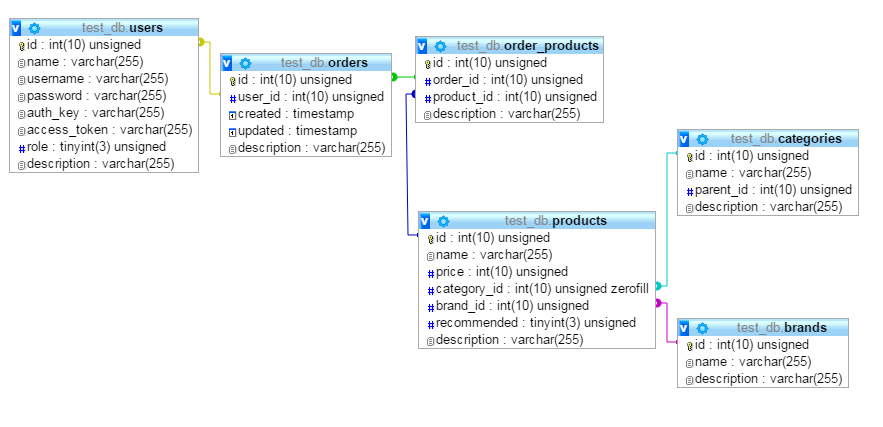 test_db.users
id : int(10) unsigned
name : varchar(255)
username : varchar(255)
password : varchar(255)
auth_key : varchar(255)
access_token : varchar(255)
role : tinyint(3) unsigned
description : varchar(255)
test_db.orders
id : int(10) unsigned
user_id : int(10) unsigned
created : timestamp
updated : timestamp
description : varchar(255)
test_db.order_products
id : int(10) unsigned
order_id : int(10) unsigned
product_id : int(10) unsigned
description : varchar(255)
test_db.products
id : int(10) unsigned
name : varchar(255)
price : int(10) unsigned
category_id : int(10) unsigned zerofill
brand_id : int(10) unsigned
recommended : tinyint(3) unsigned
description : varchar(255)
test_db.categories
id : int(10) unsigned
name : varchar(255)
parent_id : int(10) unsigned
description : varchar(255)
test_db.brands
id : int(10) unsigned
name : varchar(255)
description : varchar(255)